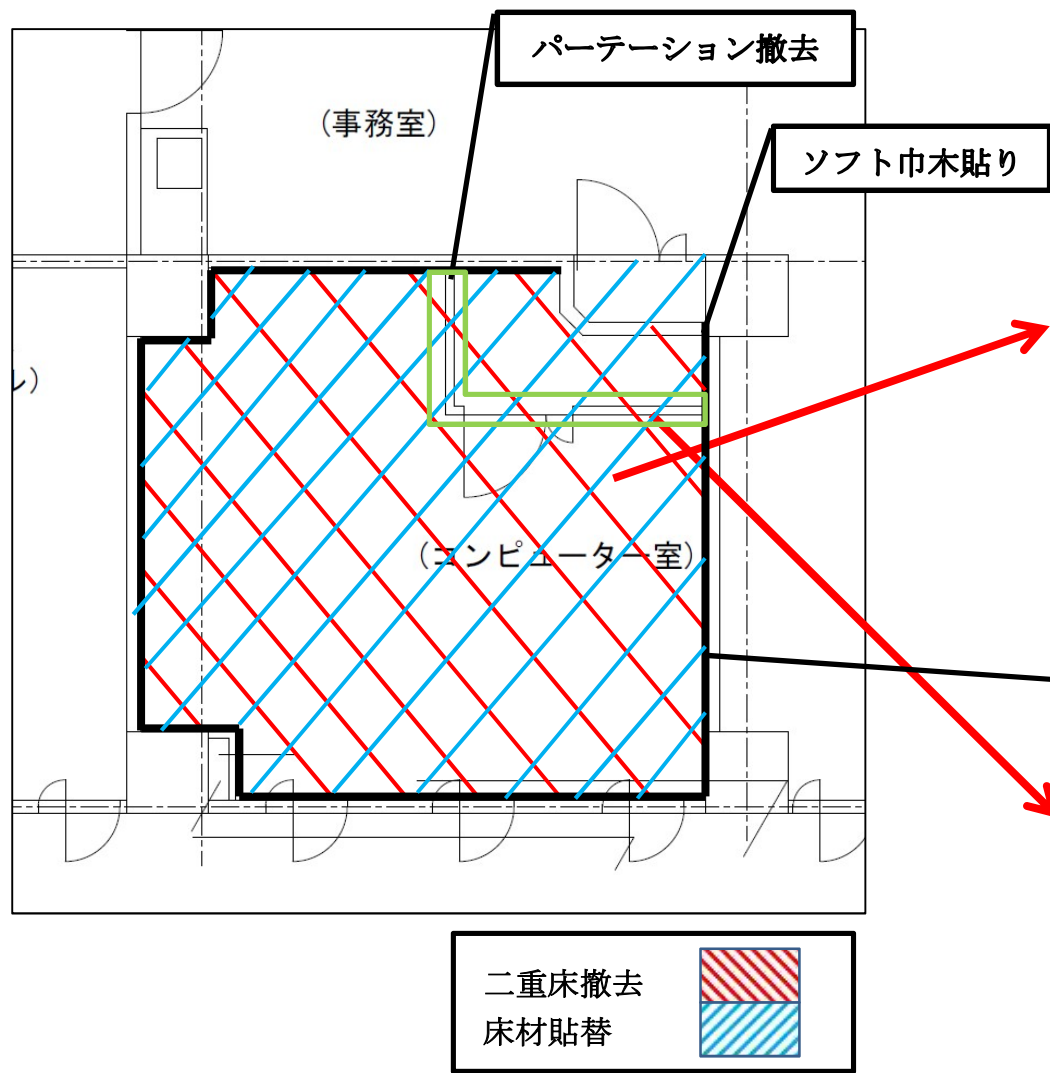 パーテーション撤去
(事務室)
ソフト巾木貼り
ル)
(コンピューター室)
二重床撤去
床材貼替